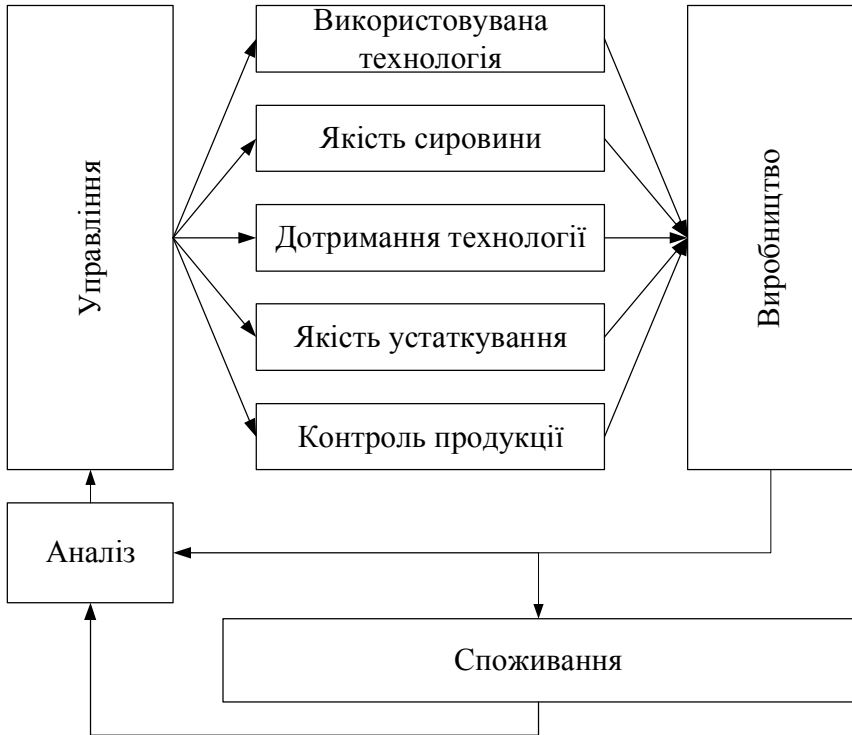 Управління
Використовувана
технологія
Якість сировини
Дотримання технології
Якість устаткування
Контроль продукції
Виробництво
Аналіз
Споживання